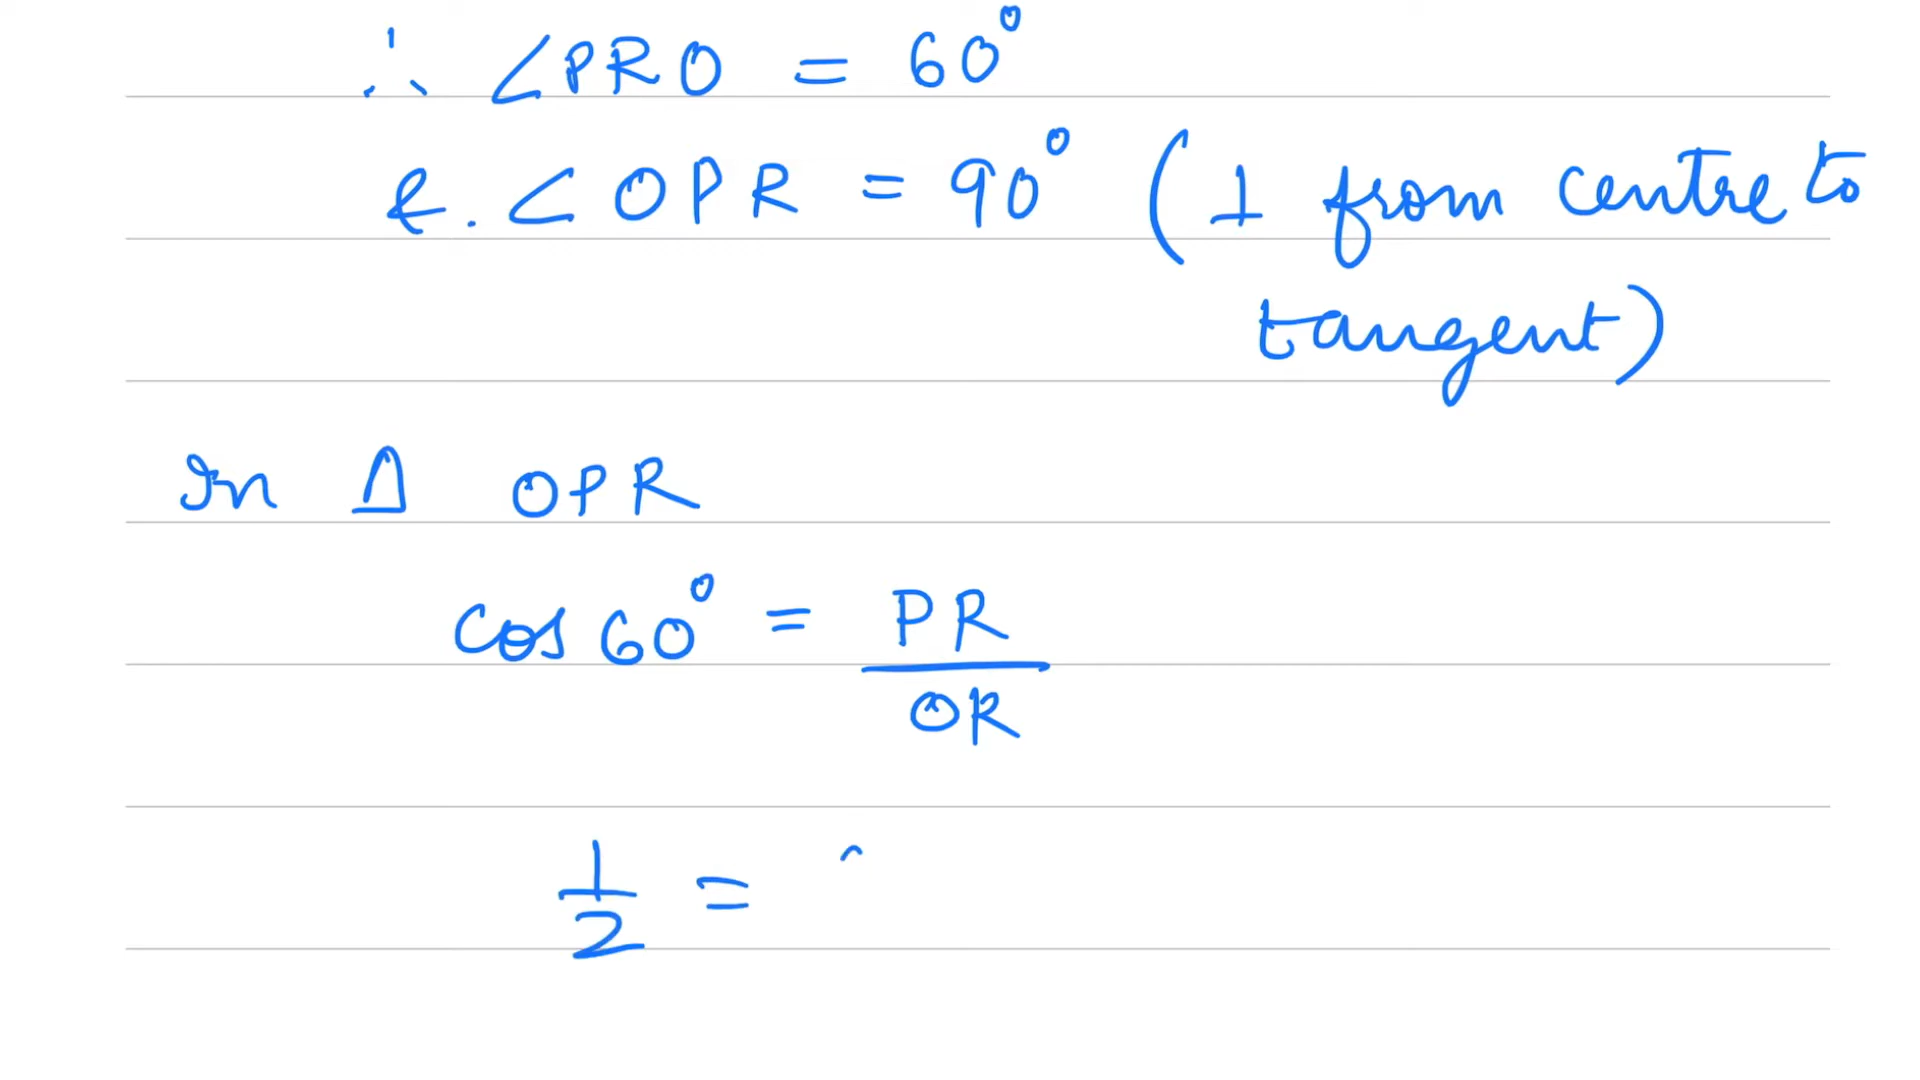 ∴ ∠PRO = 60°
&. ∠OPR = 90° (⊥ from centre to
tangent)
In Δ OPR
cos 60° = PR/OR
1/2 =